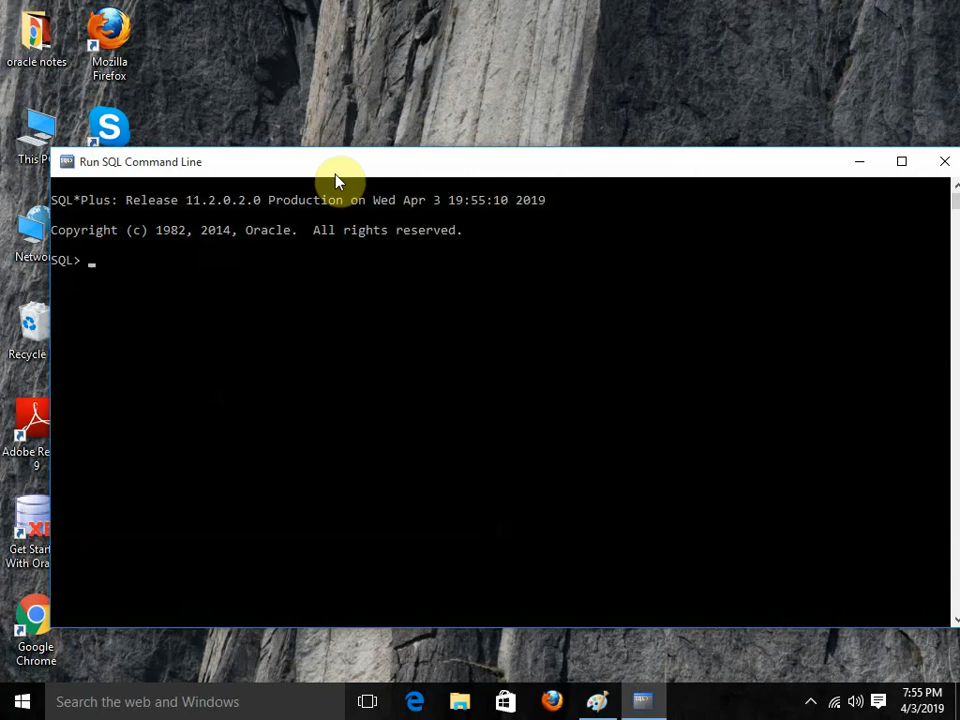 oracle notes
Mozilla
Firefox
S
This P
Netwo
Recycle
Adobe Re
9
XE
Get Star
With Ora
Google
Chrome
Run SQL Command Line
SQL*Plus: Release 11.2.0.2.0 Production on Wed Apr 3 19:55:10 2019
Copyright (c) 1982, 2014, Oracle.  All rights reserved.
SQL> _
Search the web and Windows
7:55 PM
4/3/2019